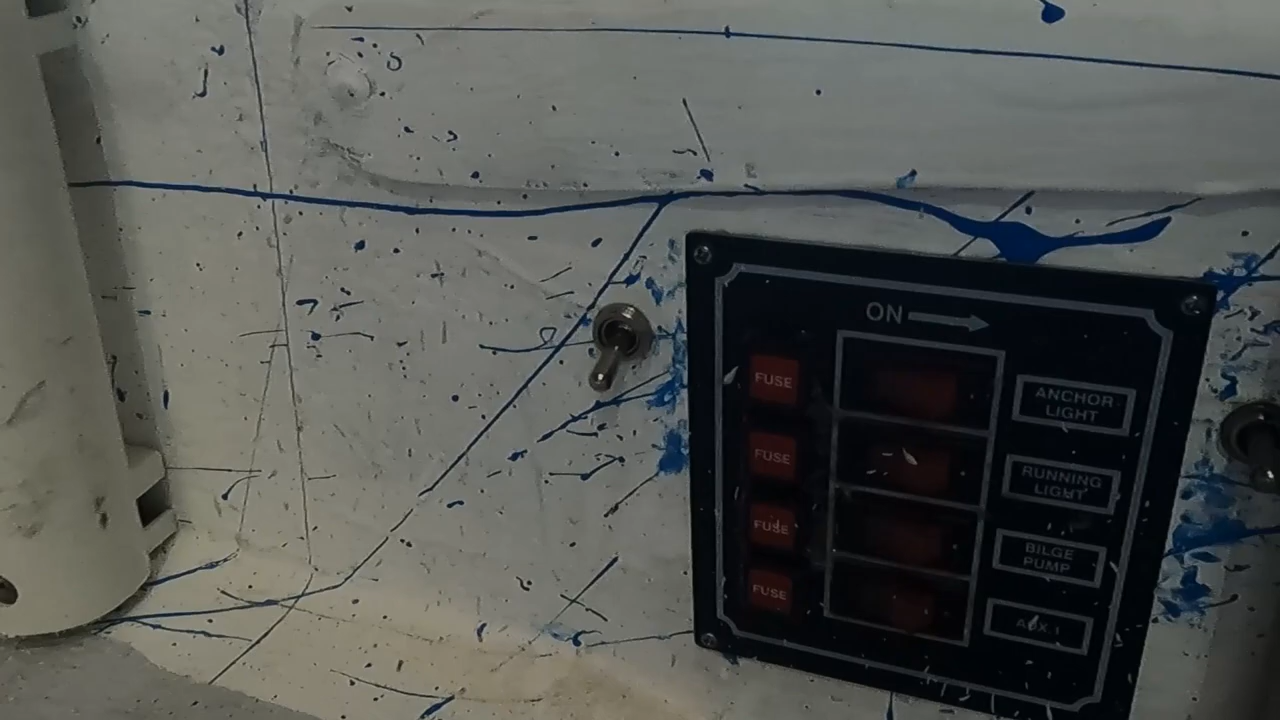 ON
FUSE
ANCHOR
LIGHT
FUSE
RUNNING
LIGHT
FUSE
BILGE
PUMP
FUSE
AUX.1